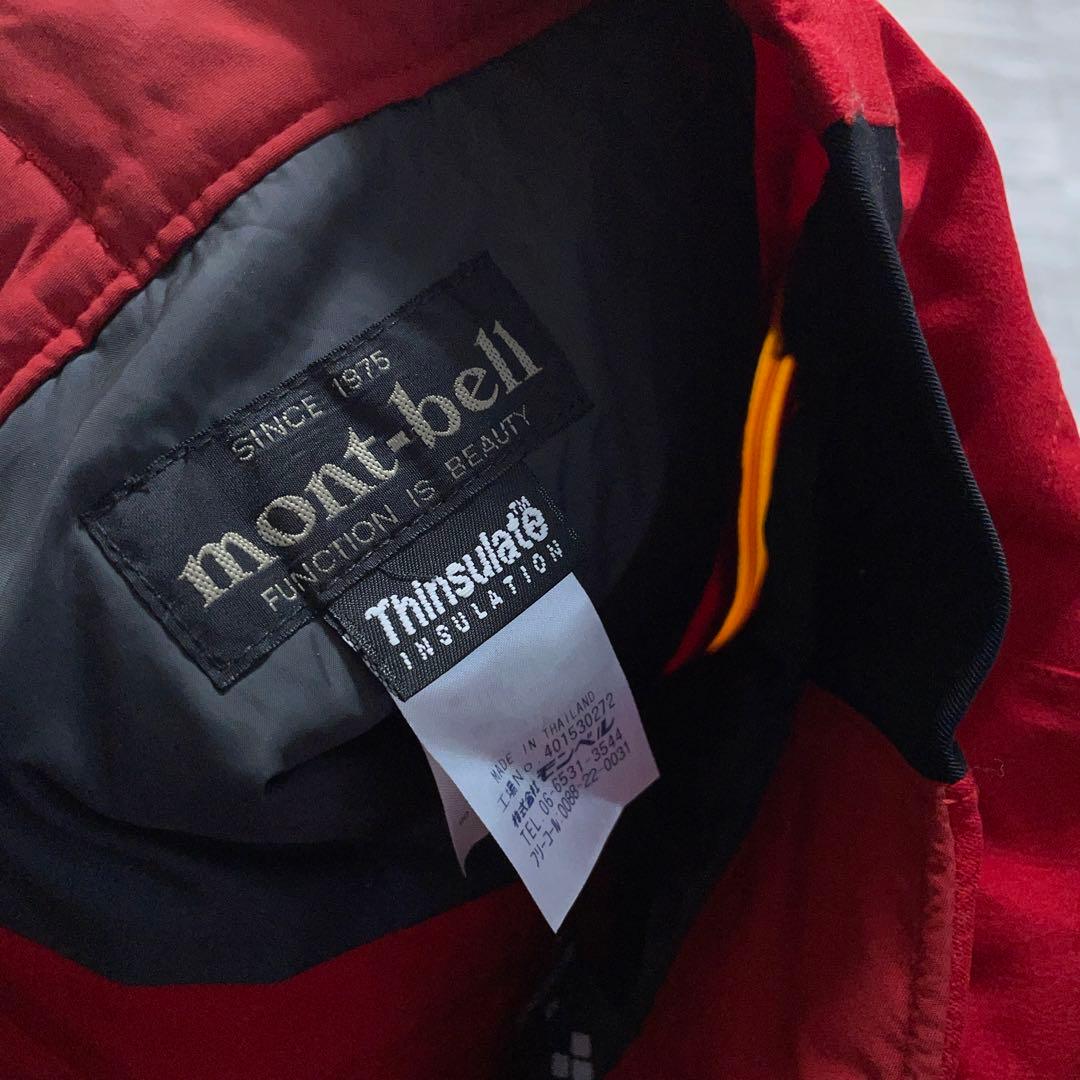 SINCE 1975
mont-bell
FUNCTION IS BEAUTY
Thinsulate™
INSULATION
MADE IN THAILAND
工場No 401530272
株式会社モンベル
TEL.06-6531-3544
フリーコール:0088-22-0031